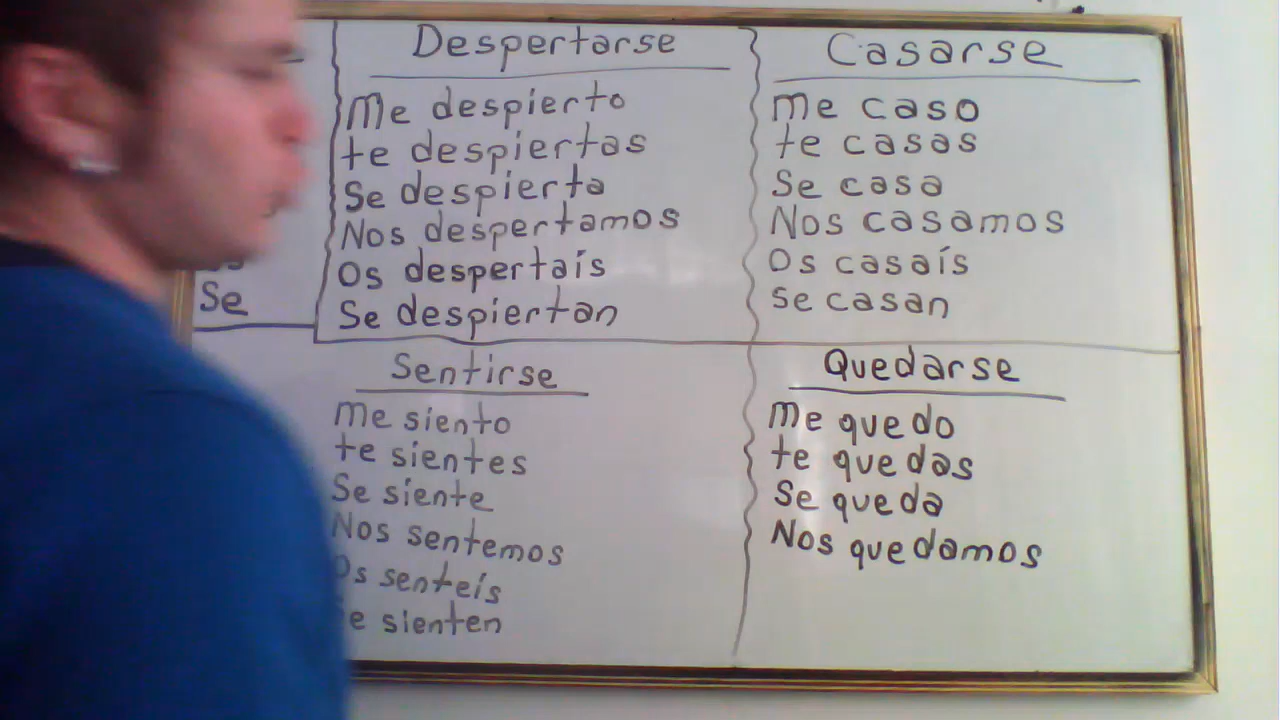 Despertarse
Me despierto
te despiertas
Se despierta
Nos despertamos
Os despertaís
Se despiertan
Casarse
me caso
te casas
Se casa
Nos casamos
Os casaís
Se casan
Se
Sentirse
me siento
te sientes
Se siente
Nos sentemos
Os senteís
Se sienten
Quedarse
Me quedo
te quedas
Se queda
Nos quedamos